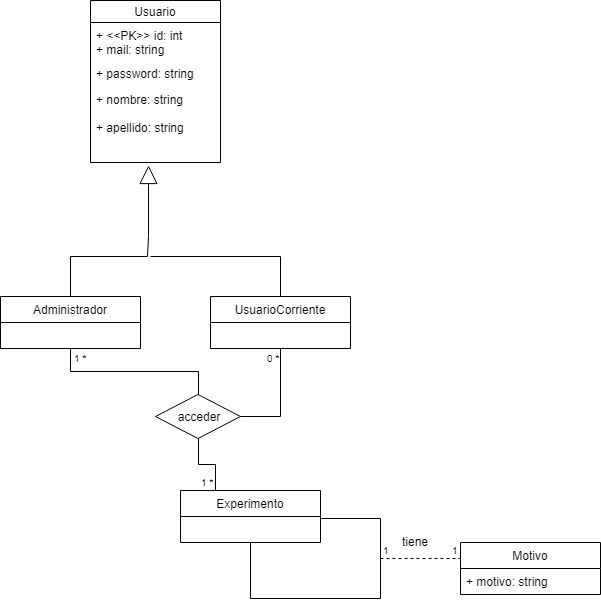 Usuario
+ <<PK>> id: int
+ mail: string
+ password: string
+ nombre: string
+ apellido: string
Administrador
UsuarioCorriente
1 *
0 *
acceder
1 *
Experimento
tiene
1
1
Motivo
+ motivo: string